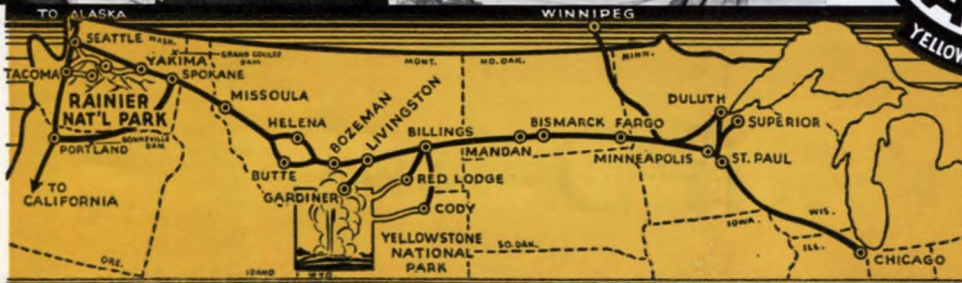 TO ALASKA
WINNIPEG
YELLOW
SEATTLE
WASH.
YAKIMA
GRAND COULEE
DAM
MONT.
NO. DAK.
MINN.
TACOMA
SPOKANE
RAINIER
NAT'L PARK
MISSOULA
HELENA
BOZEMAN
LIVINGSTON
BILLINGS
BISMARCK
FARGO
DULUTH
SUPERIOR
BONNEVILLE
DAM
PORTLAND
MANDAN
MINNEAPOLIS
ST. PAUL
TO
CALIFORNIA
BUTTE
GARDINER
RED LODGE
CODY
YELLOWSTONE
NATIONAL
PARK
SO. DAK.
IOWA.
WIS.
ILL.
CHICAGO
ORE.
IDAHO
WYO.